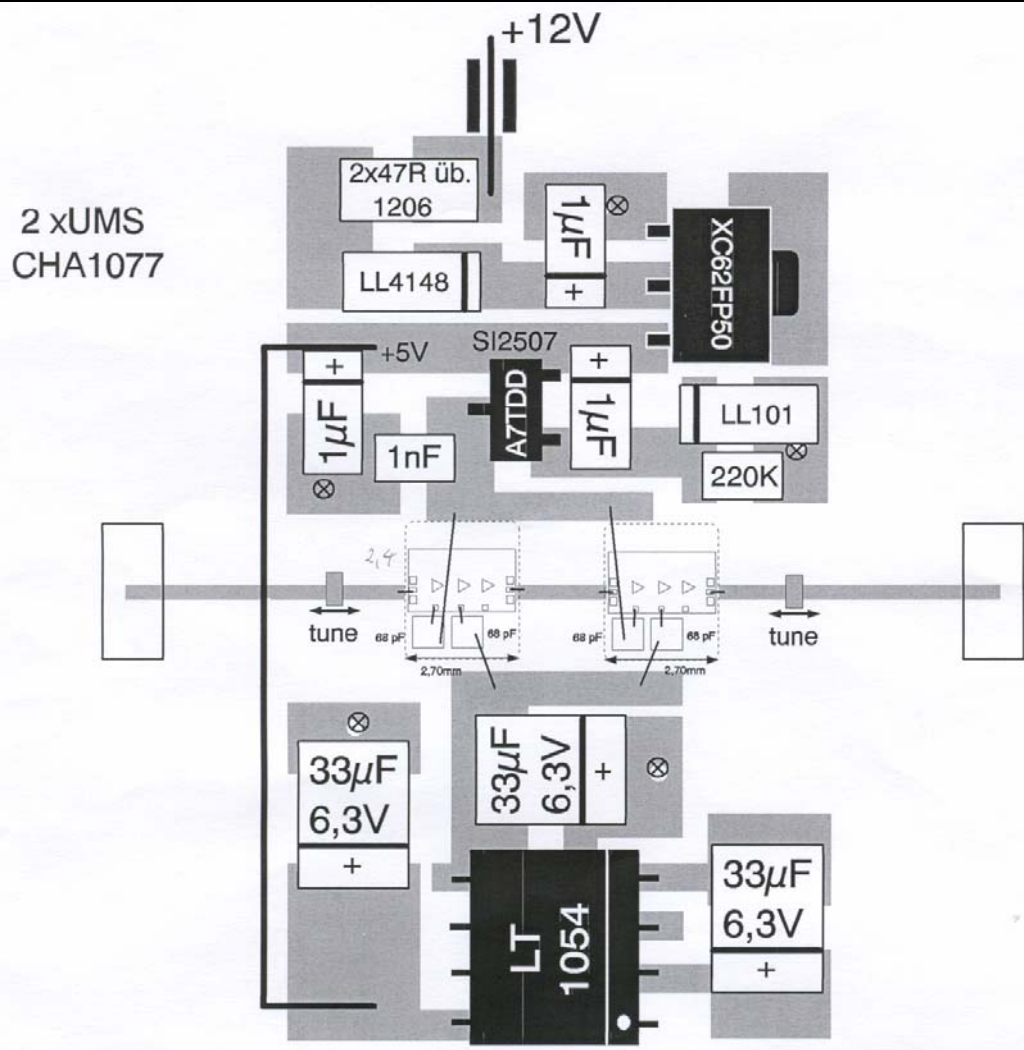 +12V
2x47R üb.
1206
1µF
+
XC62FP50
2 xUMS
CHA1077
LL4148
+5V
SI2507
+
1µF
1nF
A7TDD
+
1µF
LL101
220K
2,4
tune
68 pF
68 pF
2,70mm
68 pF
68 pF
2,70mm
tune
33µF
6,3V
+
33µF
6,3V
+
LT
1054
33µF
6,3V
+